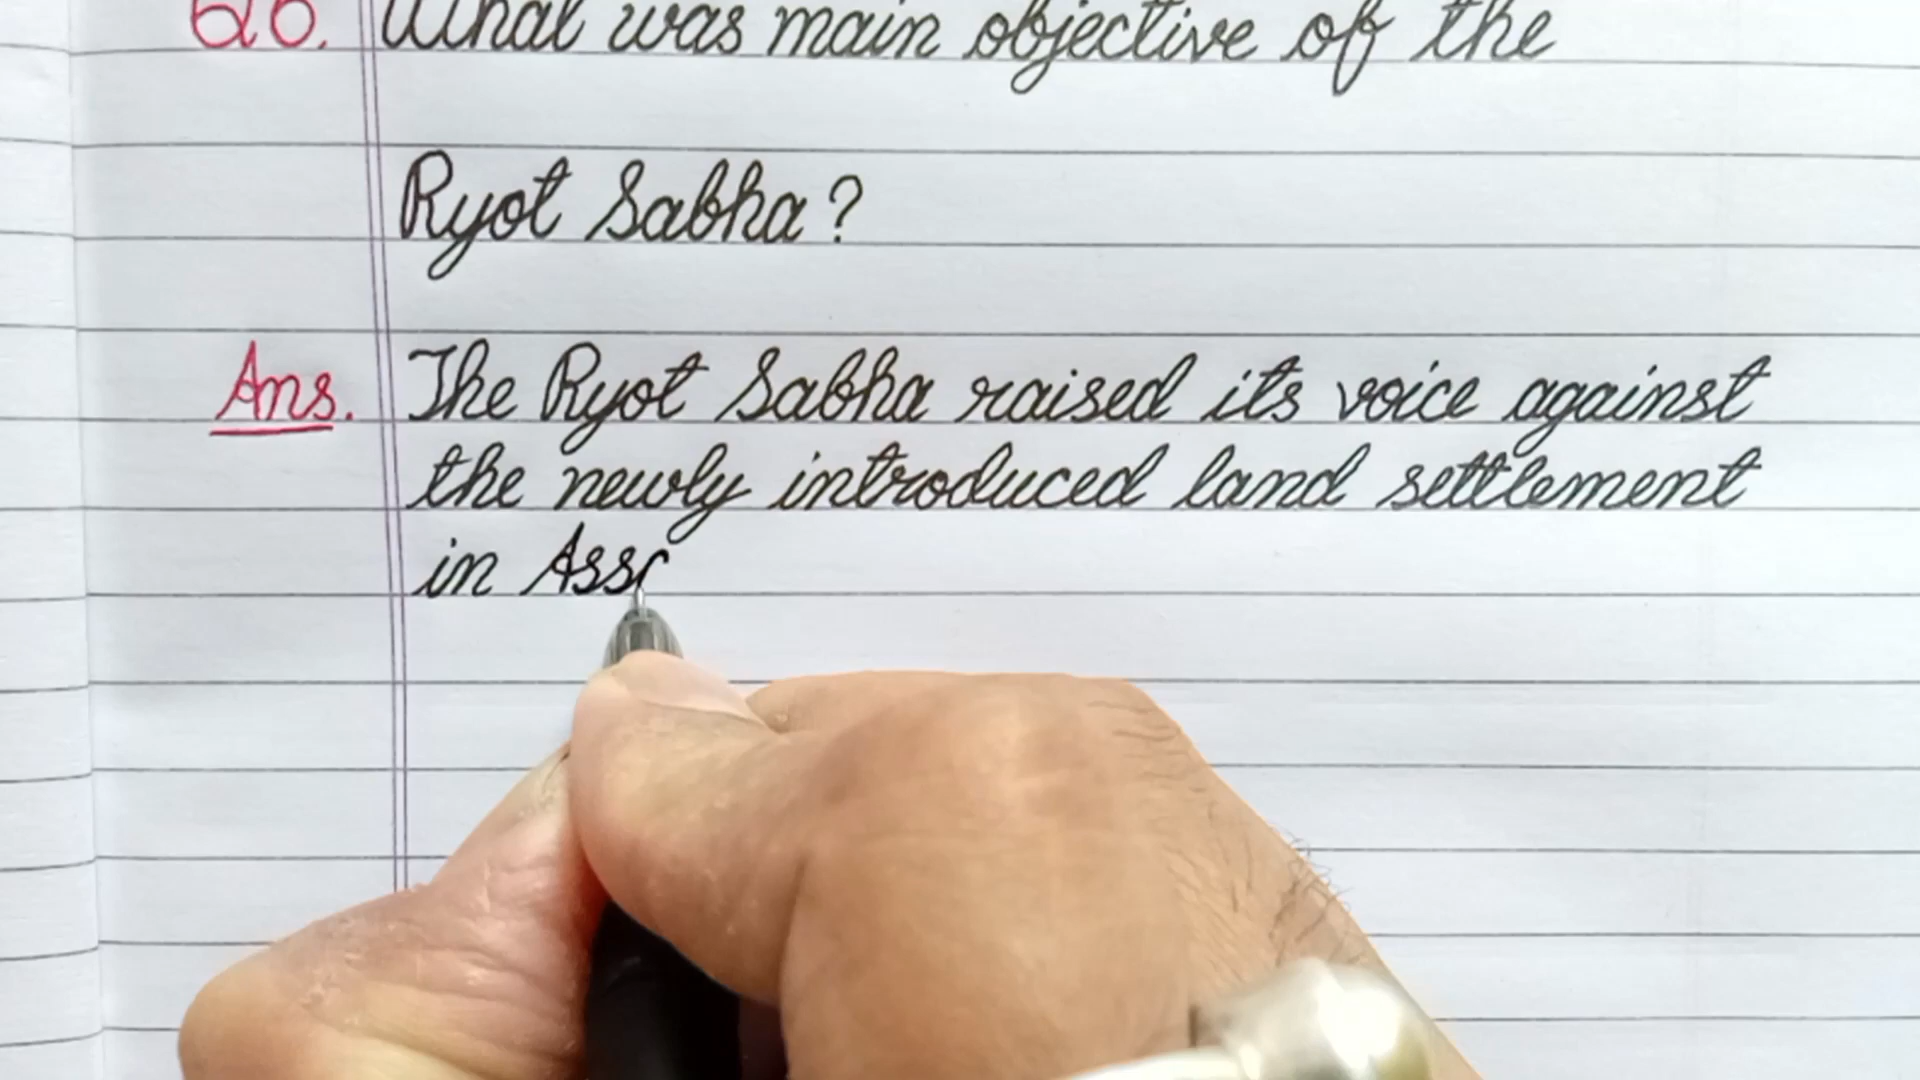 Q6. What was main objective of the
Ryot Sabha?
Ans. The Ryot Sabha raised its voice against
the newly introduced land settlement
in Ass